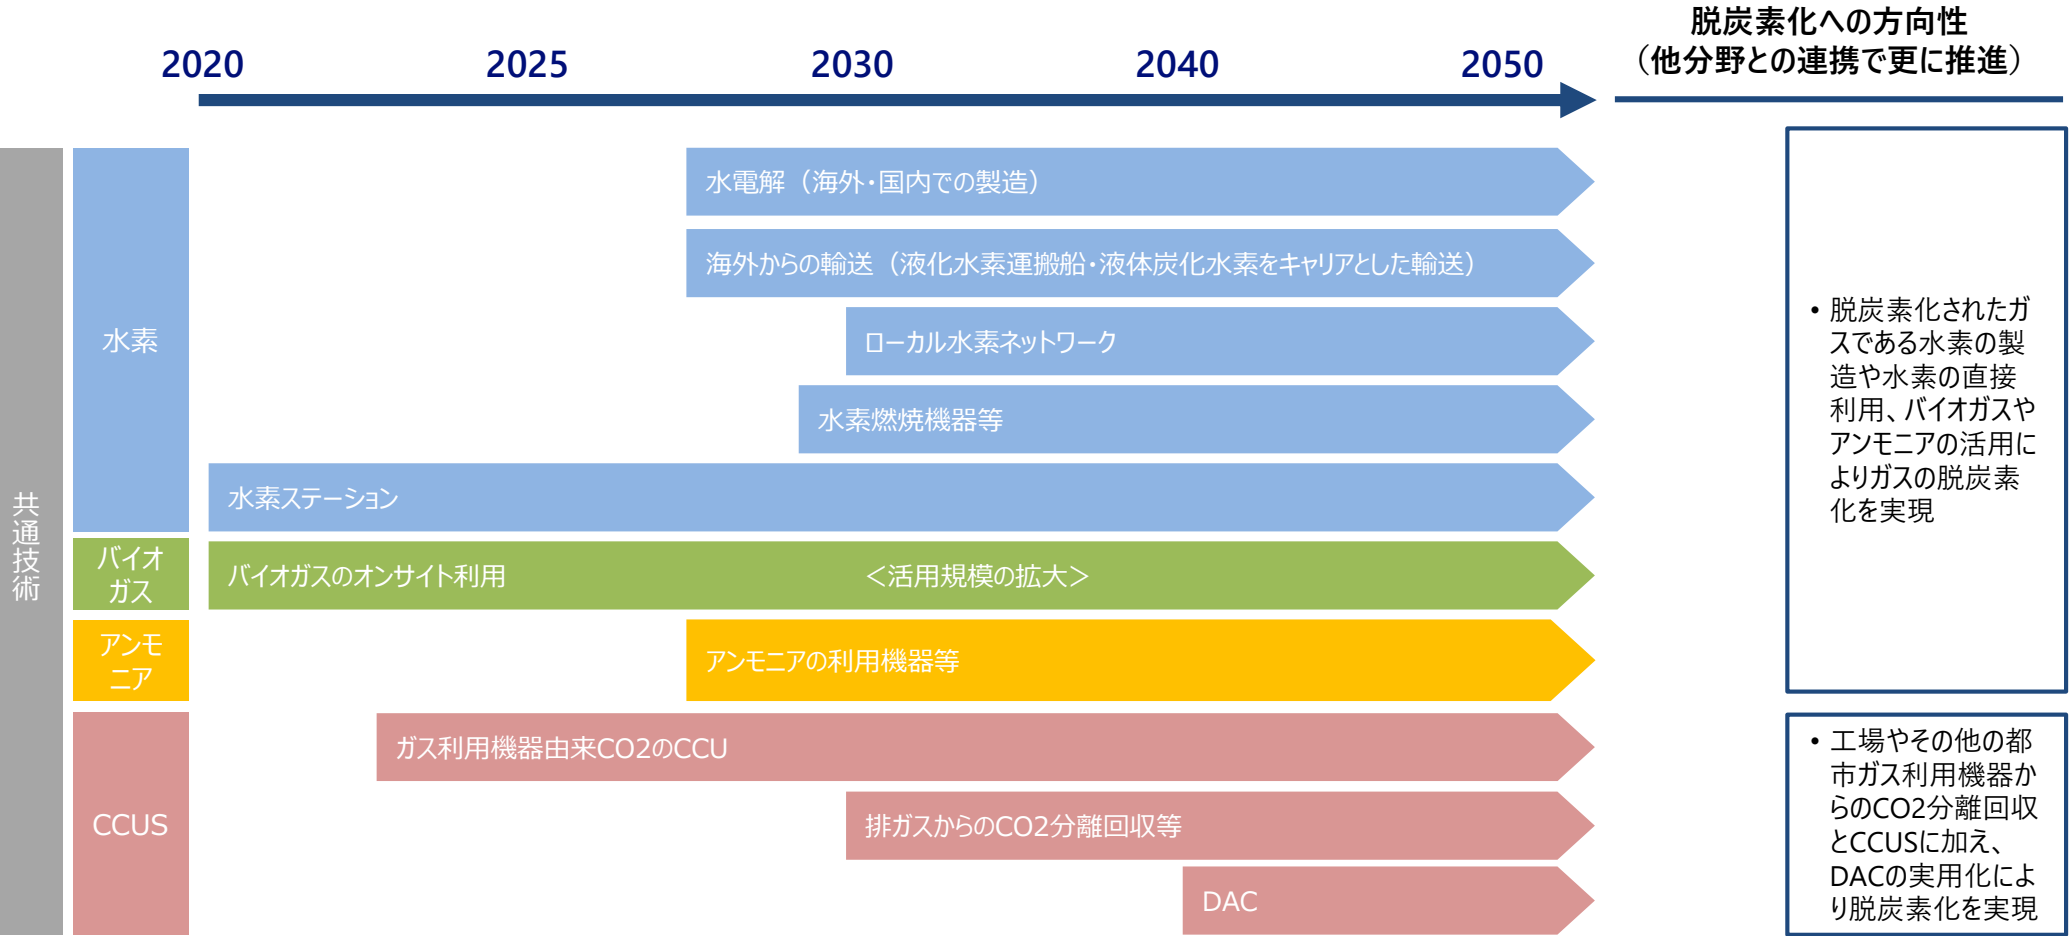 2020
2025
2030
2040
2050
脱炭素化への方向性
（他分野との連携で更に推進）
共通技術
水素
水電解（海外・国内での製造）
海外からの輸送（液化水素運搬船・液体炭化水素をキャリアとした輸送）
ローカル水素ネットワーク
水素燃焼機器等
水素ステーション
バイオ
ガス
バイオガスのオンサイト利用
＜活用規模の拡大＞
アンモ
ニア
アンモニアの利用機器等
• 脱炭素化されたガ
スである水素の製
造や水素の直接
利用、バイオガスや
アンモニアの活用に
よりガスの脱炭素
化を実現
CCUS
ガス利用機器由来CO2のCCU
排ガスからのCO2分離回収等
DAC
• 工場やその他の都
市ガス利用機器か
らのCO2分離回収
とCCUSに加え、
DACの実用化によ
り脱炭素化を実現